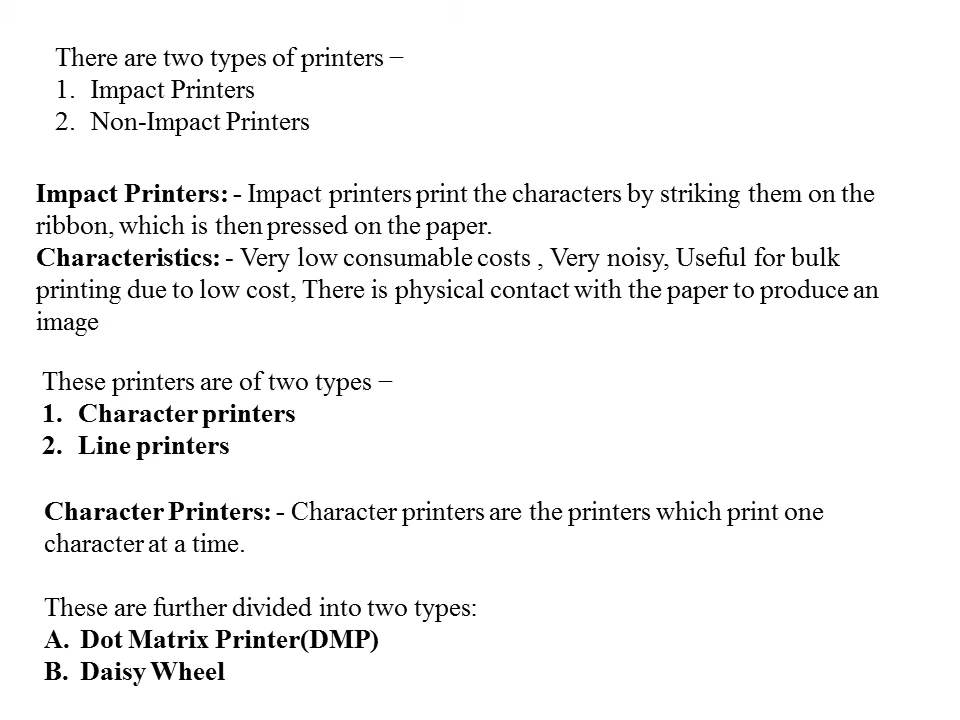 There are two types of printers −
1. Impact Printers
2. Non-Impact Printers
Impact Printers: - Impact printers print the characters by striking them on the
ribbon, which is then pressed on the paper.
Characteristics: - Very low consumable costs , Very noisy, Useful for bulk
printing due to low cost, There is physical contact with the paper to produce an
image
These printers are of two types −
1. Character printers
2. Line printers
Character Printers: - Character printers are the printers which print one
character at a time.
These are further divided into two types:
A. Dot Matrix Printer(DMP)
B. Daisy Wheel